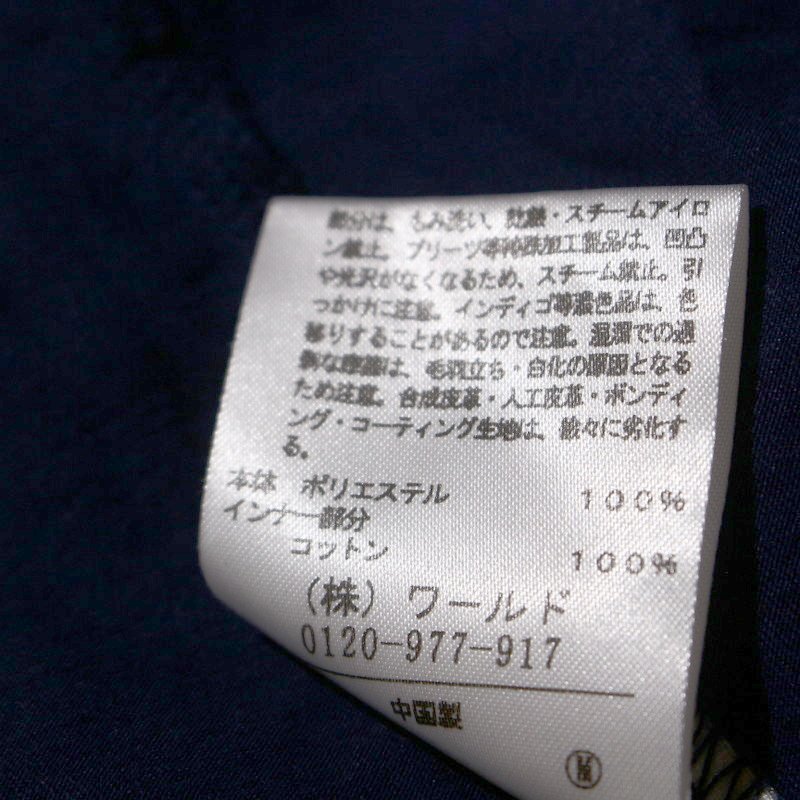 部分は、もみ洗い、乾燥・スチームアイロ
ン禁止。プリーツ等特殊加工製品は、凹凸
や光沢がなくなるため、スチーム禁止。引
っかけに注意。インディゴ等濃色品は、色
移りすることがあるので注意。湿潤での過
剰な摩擦は、毛羽立ち・白化の原因となる
ため注意。合成皮革・人工皮革・ボンディ
ング・コーティング生地は、徐々に劣化す
る。
本体 ポリエステル 100%
インナー部分
コットン 100%
(株) ワールド
0120-977-917
中国製